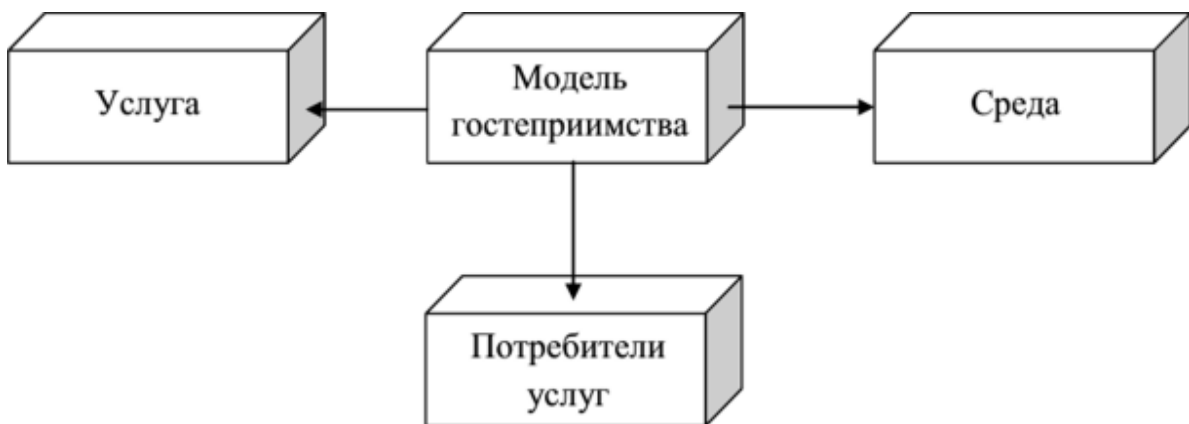 Услуга
Модель
гостеприимства
Среда
Потребители
услуг